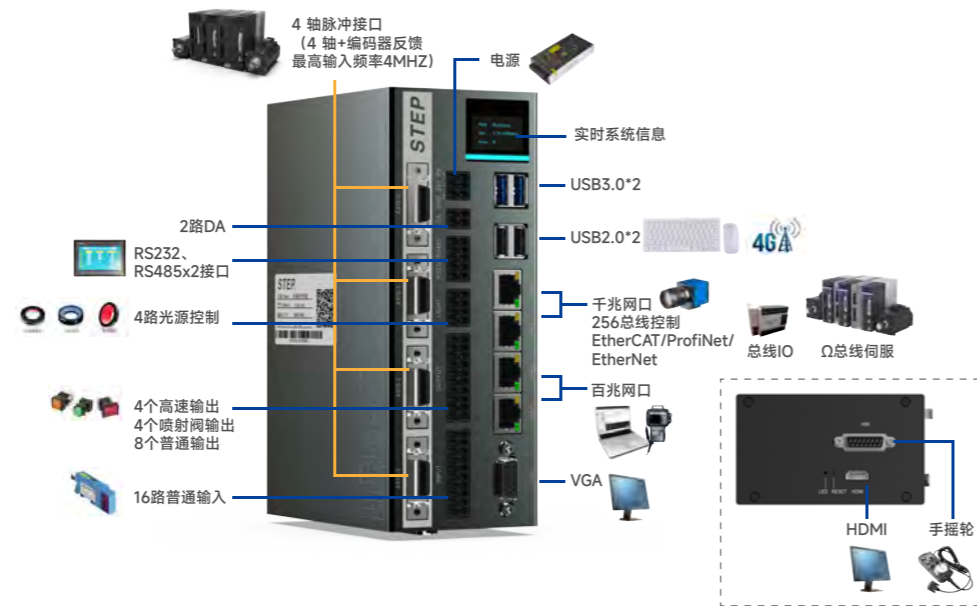 4 轴脉冲接口
（4 轴+编码器反馈
最高输入频率4MHZ）
电源
STEP
实时系统信息
USB3.0*2
2路DA
USB2.0*2
4G
RS232、
RS485x2接口
STEP
4路光源控制
千兆网口
256总线控制
EtherCAT/ProfiNet/
EtherNet
总线IO
Ω总线伺服
百兆网口
4个高速输出
4个喷射阀输出
8个普通输出
OUTPUT
INPUT
16路普通输入
VGA
LED RESET HDMI
HDMI
手摇轮